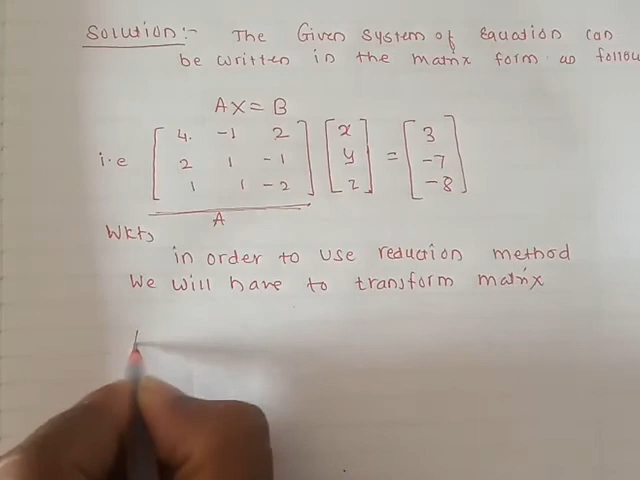 Solution:- The Given System of Equation can
be written in the matrix form as follow
AX = B
i.e [ 4. -1 2 ] [ x ] = [ 3 ]
[ 2 1 -1 ] [ y ] [ -7 ]
[ 1 1 -2 ] [ z ] [ -8 ]
A
Wkts
in order to use reduction method
We will have to transform matrix